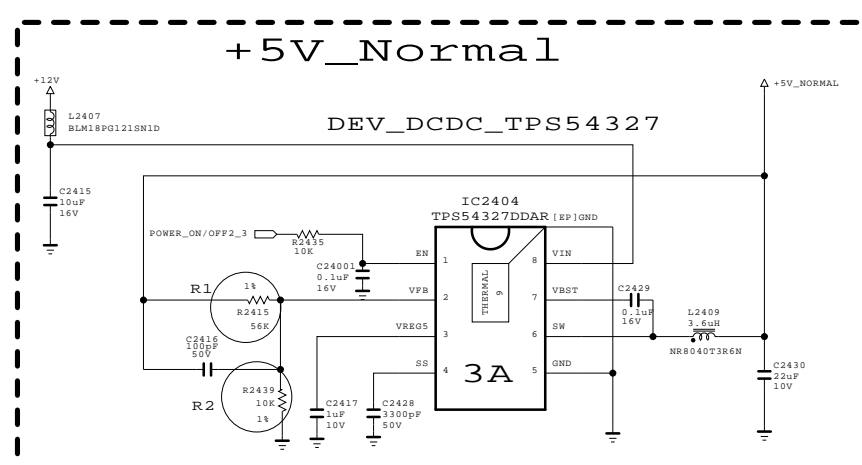 +5V_Normal
+12V
+5V_NORMAL
L2407
BLM18PG121SN1D
DEV_DCDC_TPS54327
C2415
10uF
16V
IC2404
TPS54327DDAR
[EP]GND
POWER_ON/OFF2_3
R2435
10K
EN
1
8
VIN
C24001
0.1uF
16V
THERMAL
9
R1
1%
R2415
56K
VFB
2
7
VBST
C2429
0.1uF
16V
L2409
3.6uH
NR8040T3R6N
VREG5
3
6
SW
C2416
100pF
50V
SS
4
5
GND
3A
C2430
22uF
10V
R2
R2439
10K
1%
C2417
1uF
10V
C2428
3300pF
50V